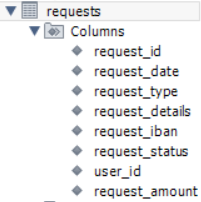 requests
Columns
request_id
request_date
request_type
request_details
request_iban
request_status
user_id
request_amount